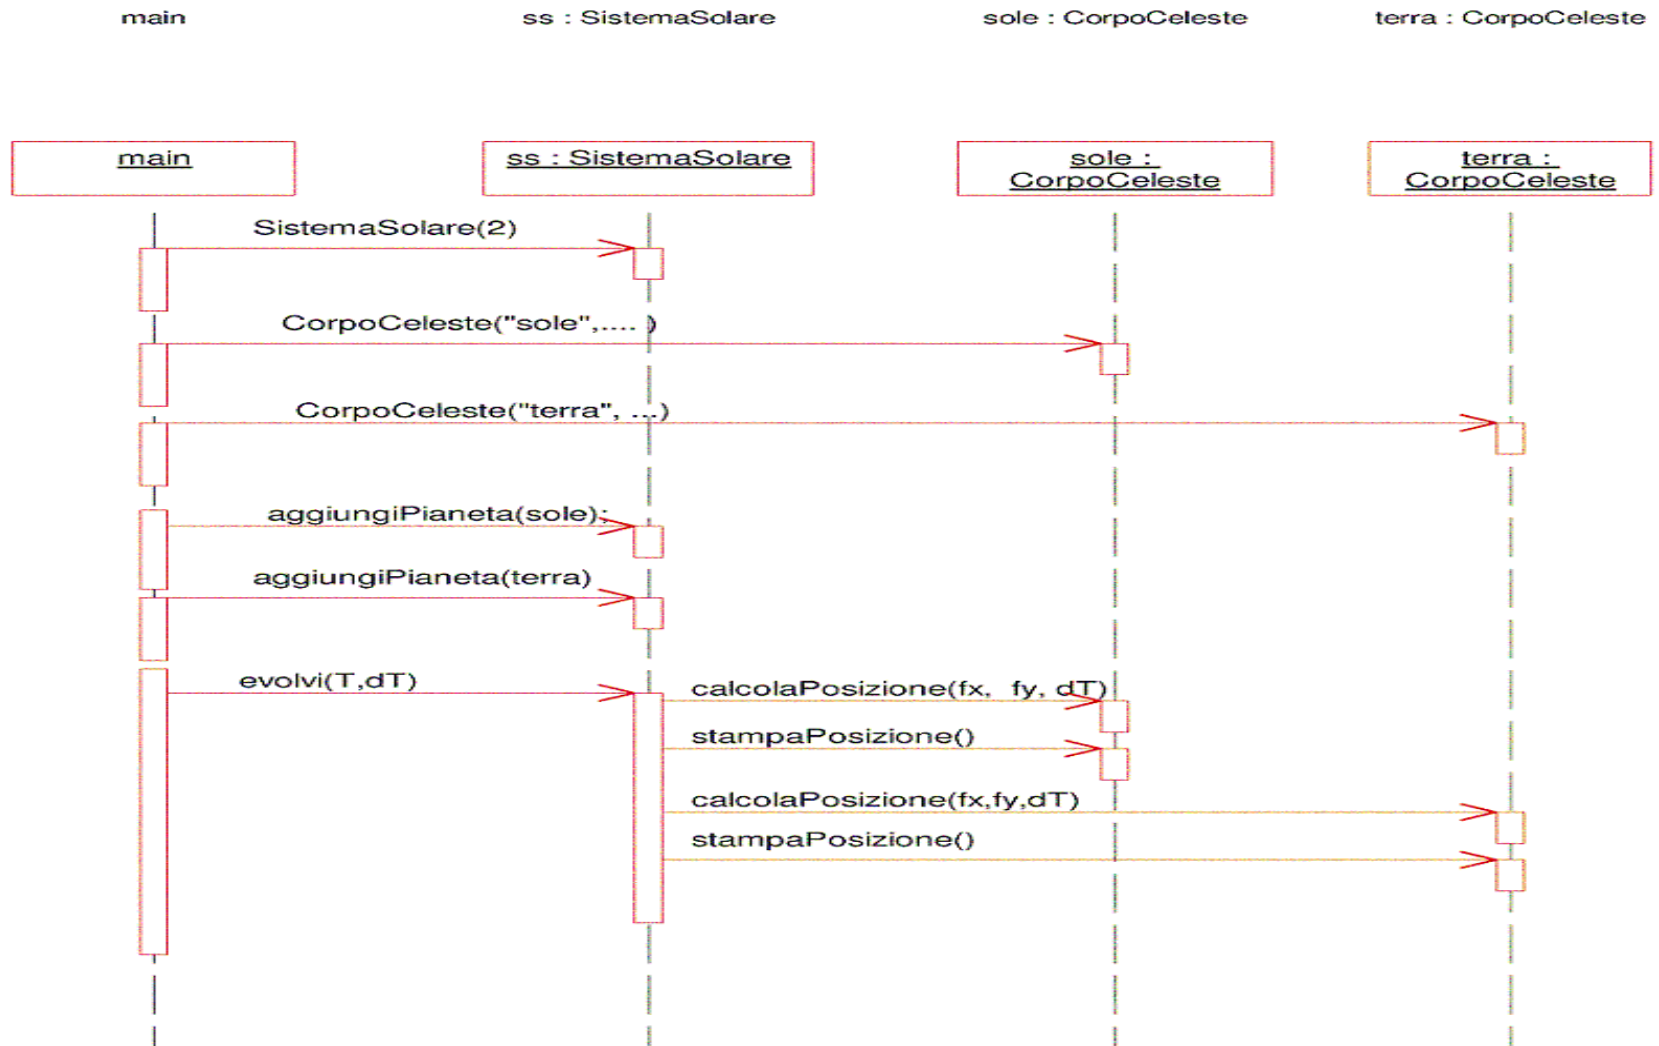 main
ss : SistemaSolare
sole : CorpoCeleste
terra : CorpoCeleste
main
ss : SistemaSolare
sole :
CorpoCeleste
terra :
CorpoCeleste
SistemaSolare(2)
CorpoCeleste("sole",.... )
CorpoCeleste("terra", ...)
aggiungiPianeta(sole);
aggiungiPianeta(terra)
evolvi(T,dT)
calcolaPosizione(fx, fy, dT)
stampaPosizione()
calcolaPosizione(fx,fy,dT)
stampaPosizione()